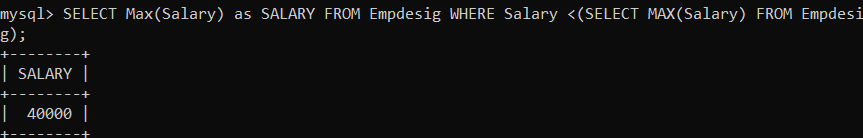 mysql> SELECT Max(Salary) as SALARY FROM Empdesig WHERE Salary <(SELECT MAX(Salary) FROM Empdesi
g);
+--------+
| SALARY |
+--------+
|  40000 |
+--------+